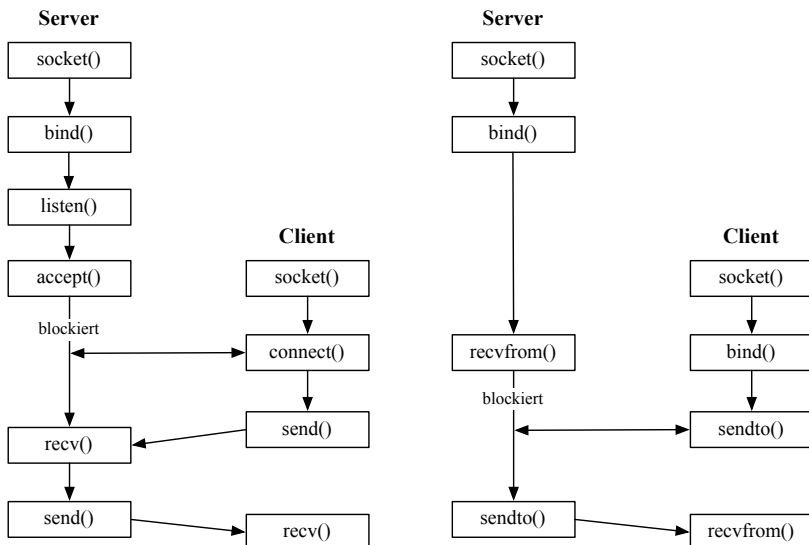 Server
socket()
bind()
listen()
accept()
blockiert
recv()
send()
Client
socket()
connect()
send()
recv()
Server
socket()
bind()
recvfrom()
blockiert
sendto()
Client
socket()
bind()
sendto()
recvfrom()